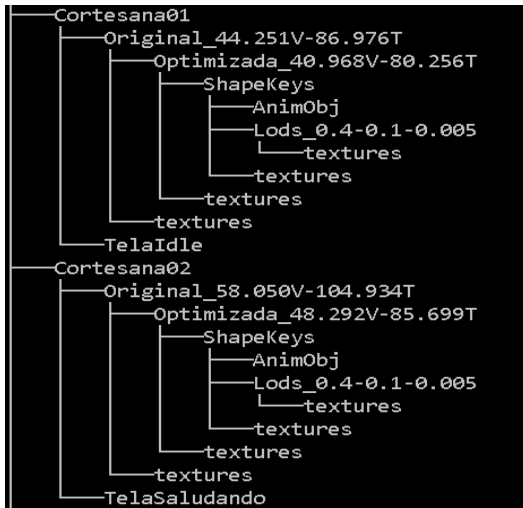 Cortesana01
Original_44.251V-86.976T
Optimizada_40.968V-80.256T
ShapeKeys
AnimObj
Lods_0.4-0.1-0.005
textures
textures
textures
textures
TelaIdle
Cortesana02
Original_58.050V-104.934T
Optimizada_48.292V-85.699T
ShapeKeys
AnimObj
Lods_0.4-0.1-0.005
textures
textures
textures
textures
TelaSaludando